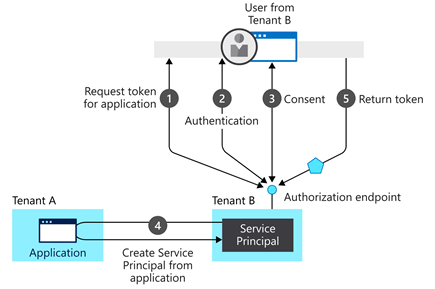 User from
Tenant B
Request token
for application
1
2
3
Consent
5
Return token
Authentication
Authorization endpoint
Tenant A
Tenant B
4
Application
Service
Principal
Create Service
Principal from
application